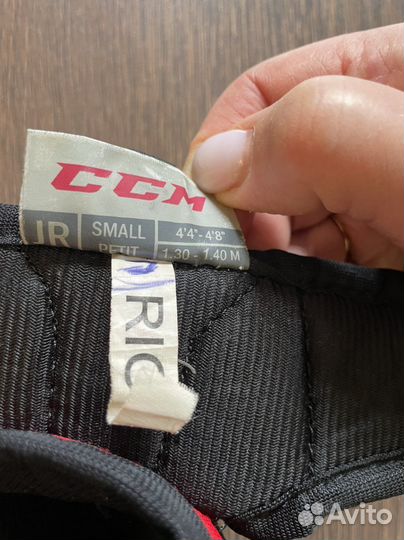 CCM
JR SMALL 4'4" - 4'8"
PETIT 1.30 - 1.40 M
RIC
Avito